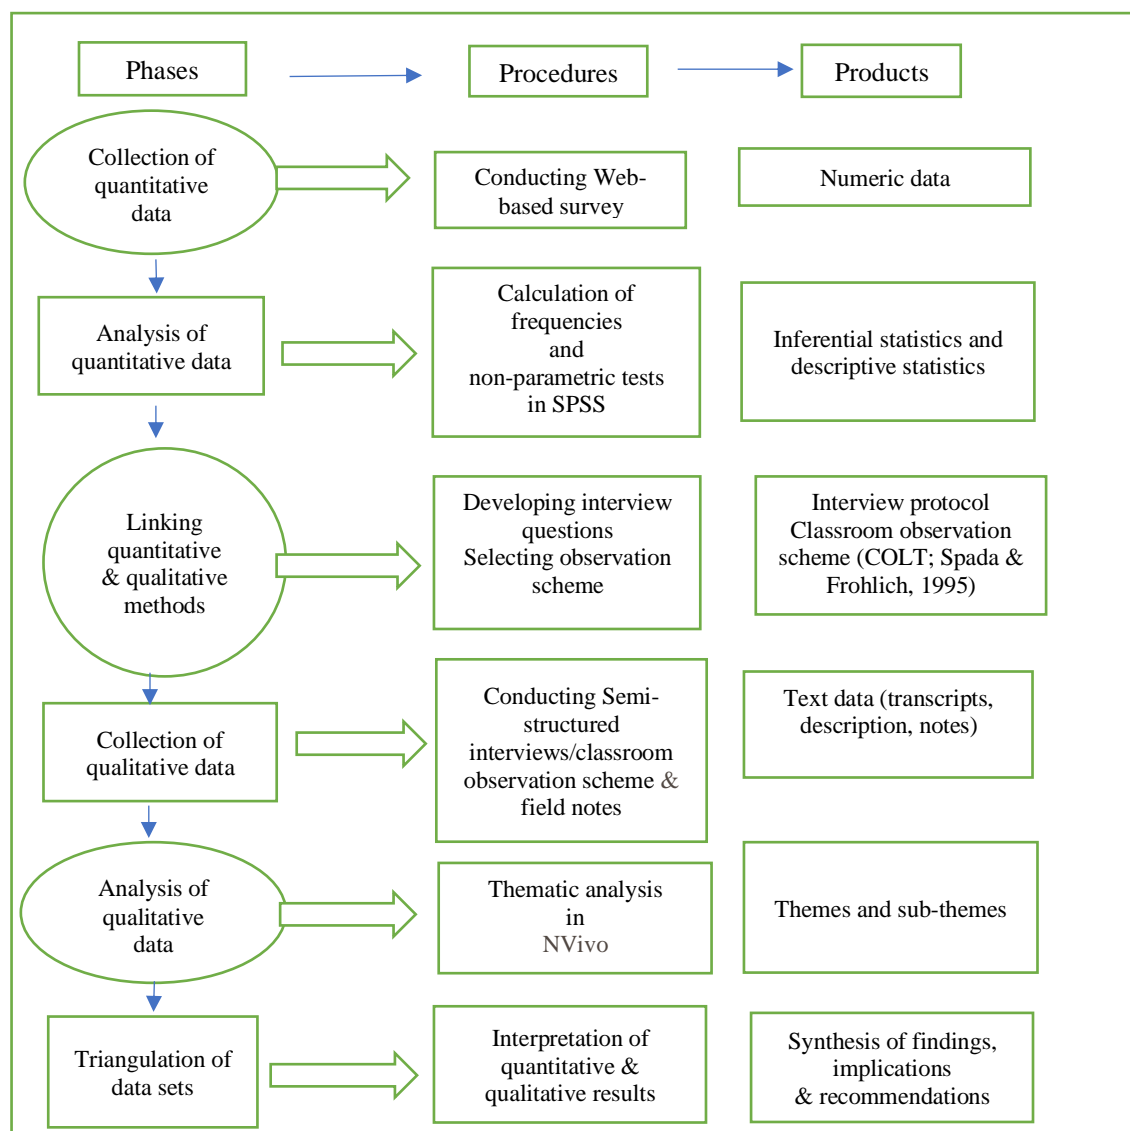 Phases
Procedures
Products
Collection of
quantitative
data
Conducting Web-
based survey
Numeric data
Analysis of
quantitative data
Calculation of
frequencies
and
non-parametric tests
in SPSS
Inferential statistics and
descriptive statistics
Linking
quantitative
& qualitative
methods
Developing interview
questions
Selecting observation
scheme
Interview protocol
Classroom observation
scheme (COLT; Spada &
Frohlich, 1995)
Collection of
qualitative data
Conducting Semi-
structured
interviews/classroom
observation scheme &
field notes
Text data (transcripts,
description, notes)
Analysis of
qualitative
data
Thematic analysis
in
NVivo
Themes and sub-themes
Triangulation of
data sets
Interpretation of
quantitative &
qualitative results
Synthesis of findings,
implications
& recommendations